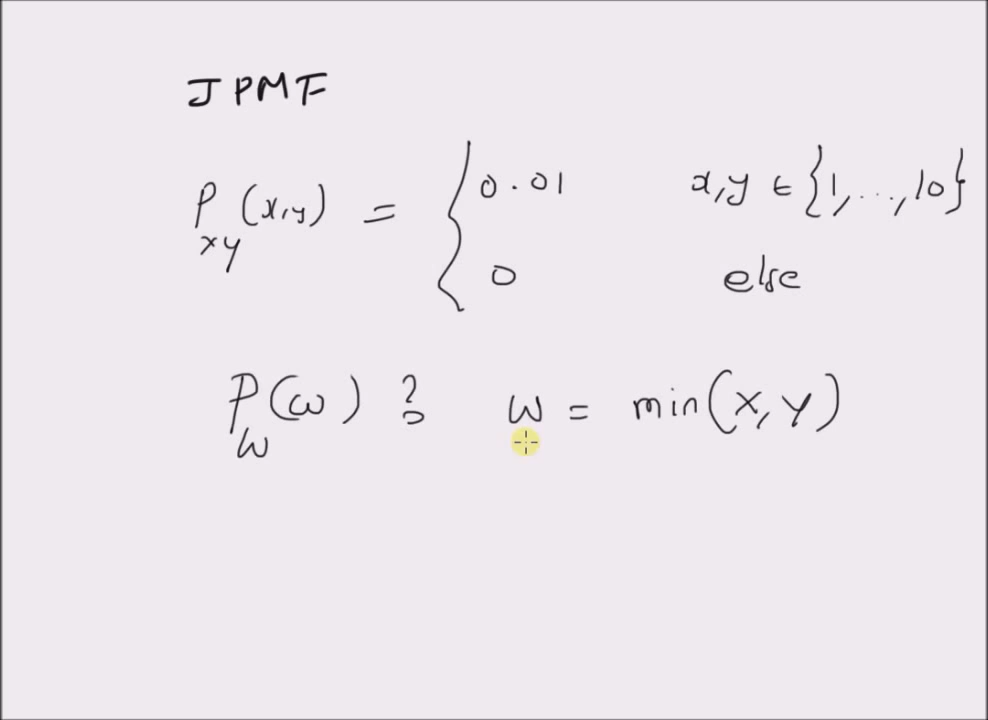 JPMF
P_XY (x,y) = { 0.01 x,y ∈ {1,...,10}
0 else
P_W(ω) ? W = min(X,Y)